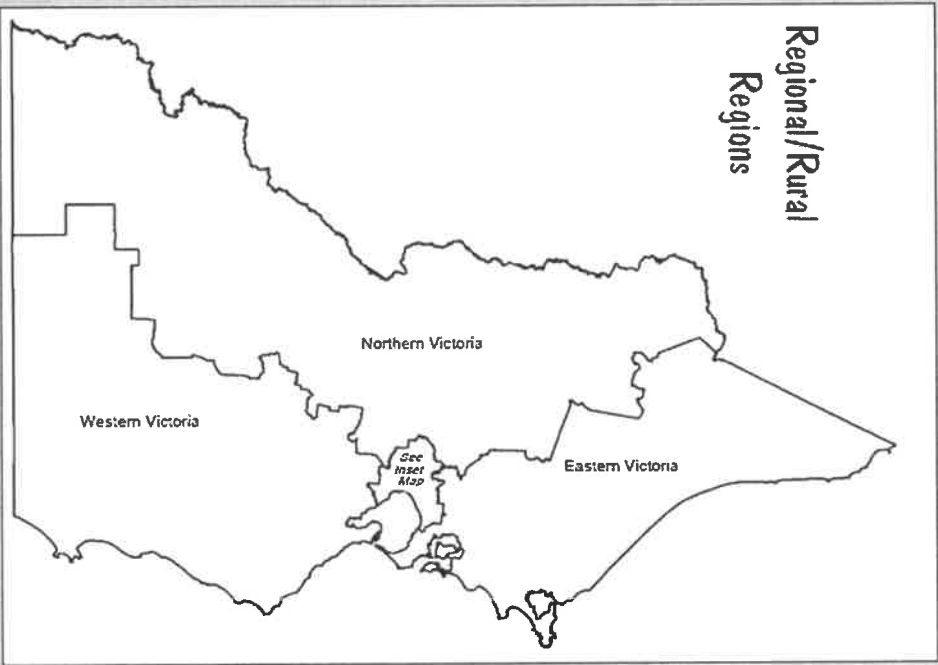 Regional/Rural
Regions
Northern Victoria
Western Victoria
See
Inset
Map
Eastern Victoria